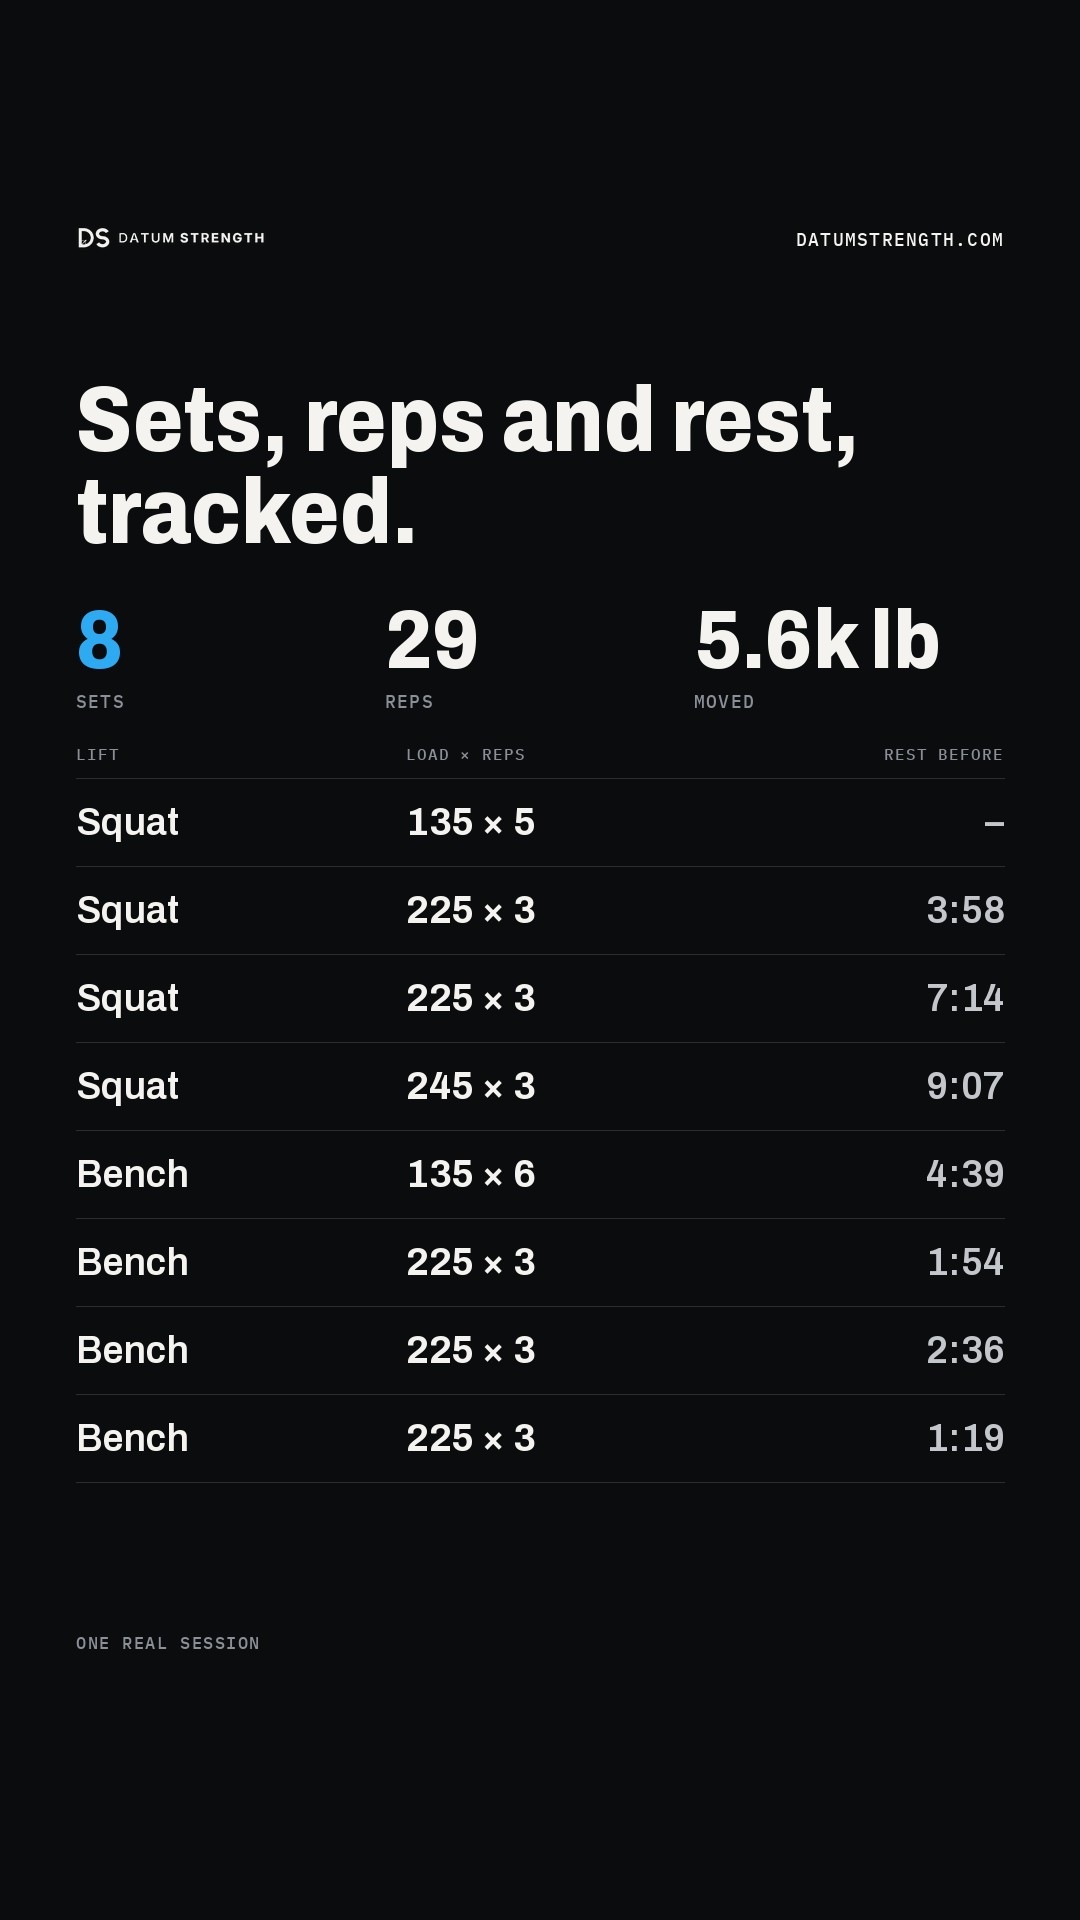 DS DATUM STRENGTH
DATUMSTRENGTH.COM
Sets, reps and rest,
tracked.
8 29 5.6k lb
SETS REPS MOVED
LIFT LOAD × REPS REST BEFORE
Squat 135 × 5 –
Squat 225 × 3 3:58
Squat 225 × 3 7:14
Squat 245 × 3 9:07
Bench 135 × 6 4:39
Bench 225 × 3 1:54
Bench 225 × 3 2:36
Bench 225 × 3 1:19
ONE REAL SESSION